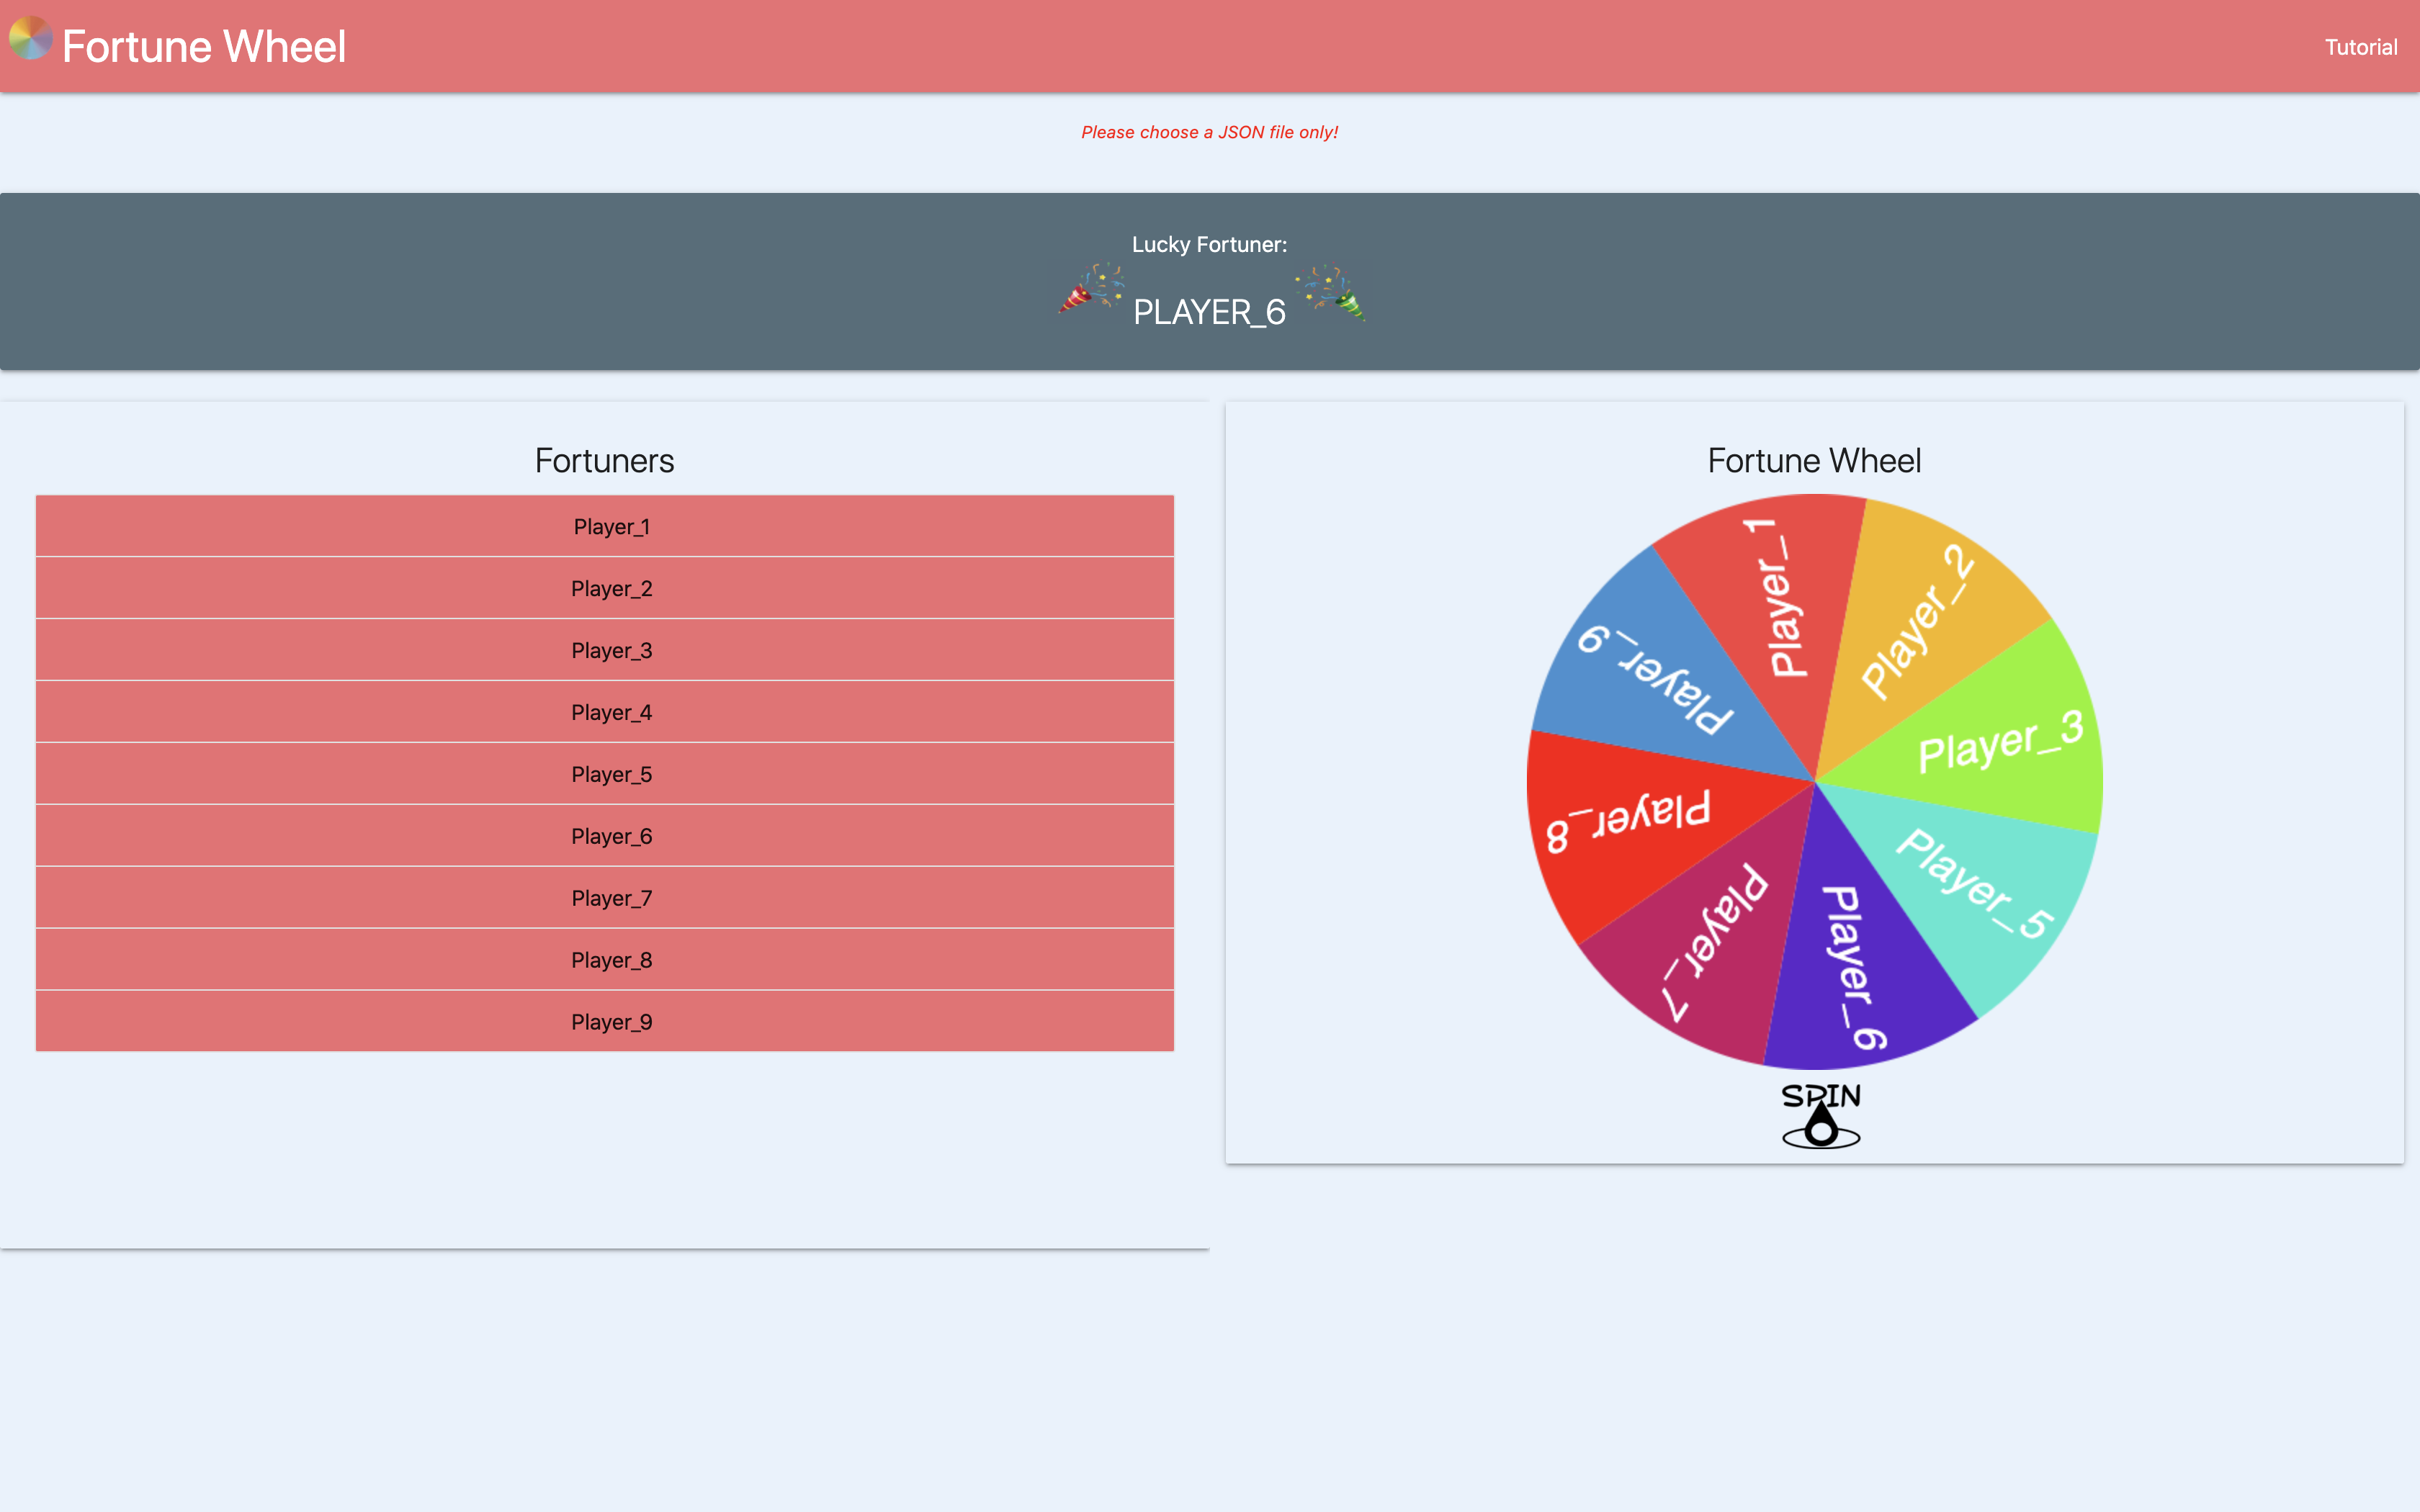 Fortune Wheel
Tutorial
Please choose a JSON file only!
Lucky Fortuner:
PLAYER_6
Fortuners
Player_1
Player_2
Player_3
Player_4
Player_5
Player_6
Player_7
Player_8
Player_9
Fortune Wheel
Player_1
Player_2
Player_3
Player_5
Player_6
Player_7
Player_8
Player_9
SPIN